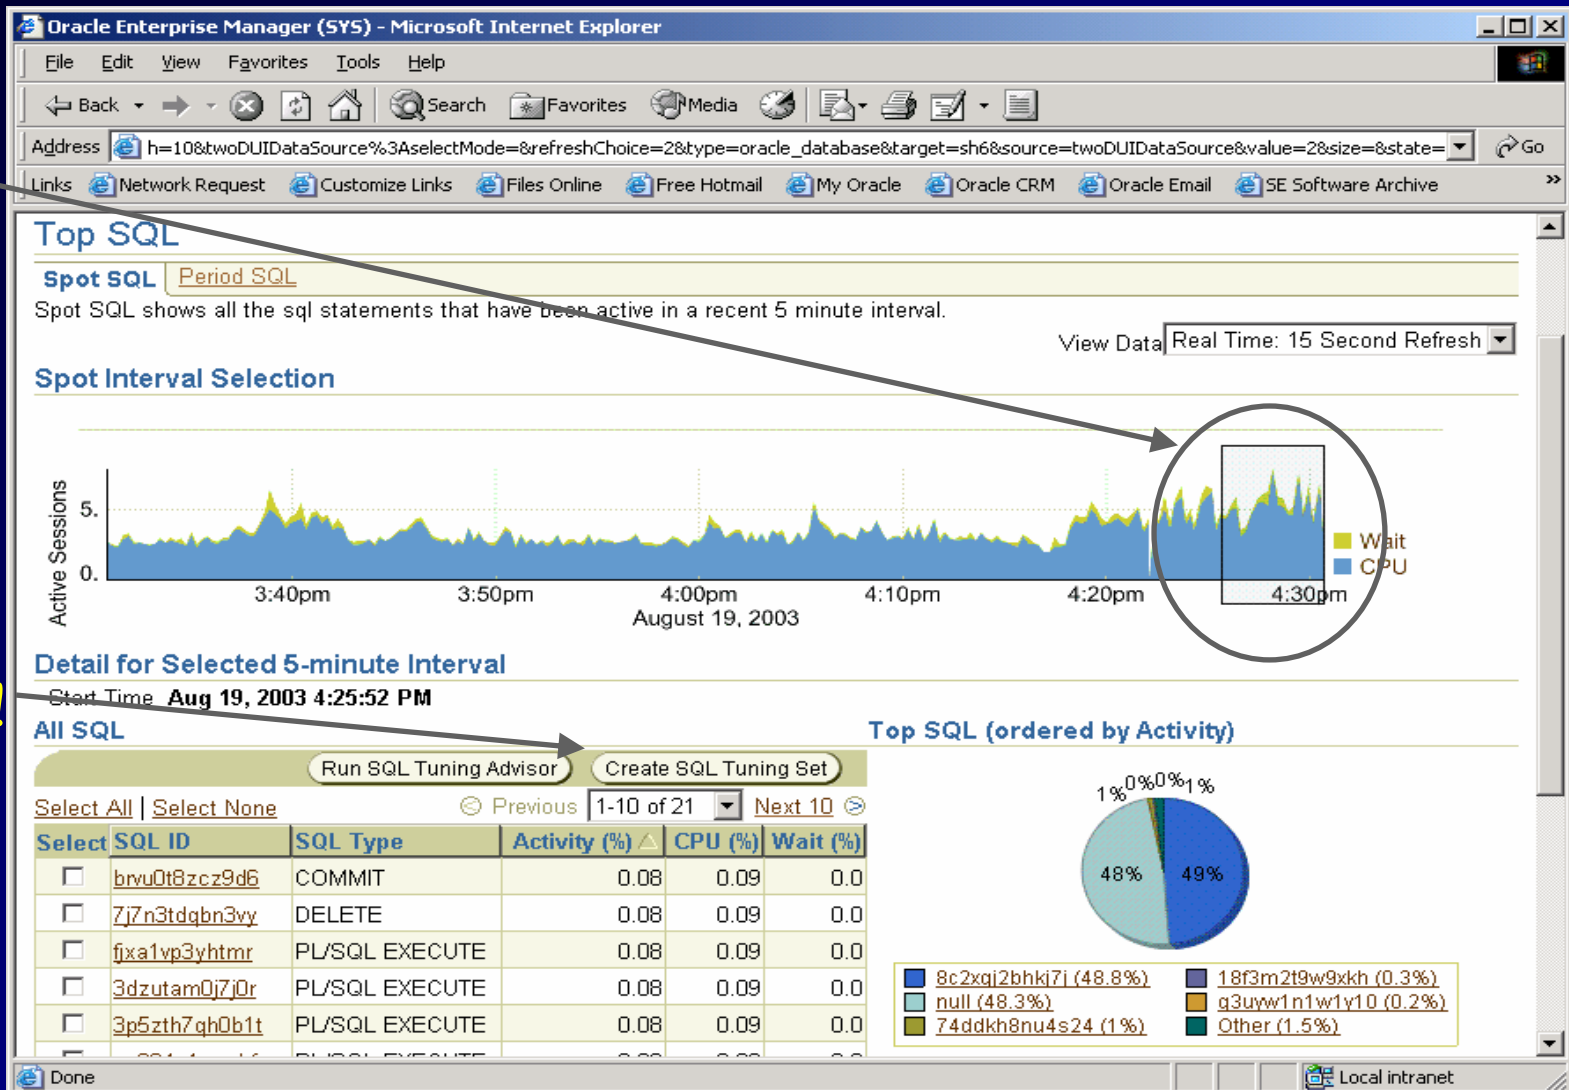 Oracle Enterprise Manager (SYS) - Microsoft Internet Explorer
File Edit View Favorites Tools Help
Back Search Favorites Media
Address h=10&twoDUIDataSource%3AselectMode=&refreshChoice=2&type=oracle_database&target=sh6&source=twoDUIDataSource&value=2&size=&state= Go
Links Network Request Customize Links Files Online Free Hotmail My Oracle Oracle CRM Oracle Email SE Software Archive »
Top SQL
Spot SQL Period SQL
Spot SQL shows all the sql statements that have been active in a recent 5 minute interval.
View Data Real Time: 15 Second Refresh
Spot Interval Selection
Active Sessions
5.
0.
Wait
CPU
3:40pm 3:50pm 4:00pm 4:10pm 4:20pm 4:30pm
August 19, 2003
Detail for Selected 5-minute Interval
Start Time Aug 19, 2003 4:25:52 PM
All SQL
Run SQL Tuning Advisor Create SQL Tuning Set
Select All | Select None Previous 1-10 of 21 Next 10
Select SQL ID SQL Type Activity (%) CPU (%) Wait (%)
brvu0t8zcz9d6 COMMIT 0.08 0.09 0.0
7j7n3tdqbn3vy DELETE 0.08 0.09 0.0
fjxa1vp3yhtmr PL/SQL EXECUTE 0.08 0.09 0.0
3dzutam0j7j0r PL/SQL EXECUTE 0.08 0.09 0.0
3p5zth7qh0b1t PL/SQL EXECUTE 0.08 0.09 0.0
Top SQL (ordered by Activity)
1% 0% 0% 1%
48% 49%
8c2xqj2bhkj7j (48.8%) 18f3m2t9w9xkh (0.3%)
null (48.3%) q3uyw1n1w1y10 (0.2%)
74ddkh8nu4s24 (1%) Other (1.5%)
Done Local intranet